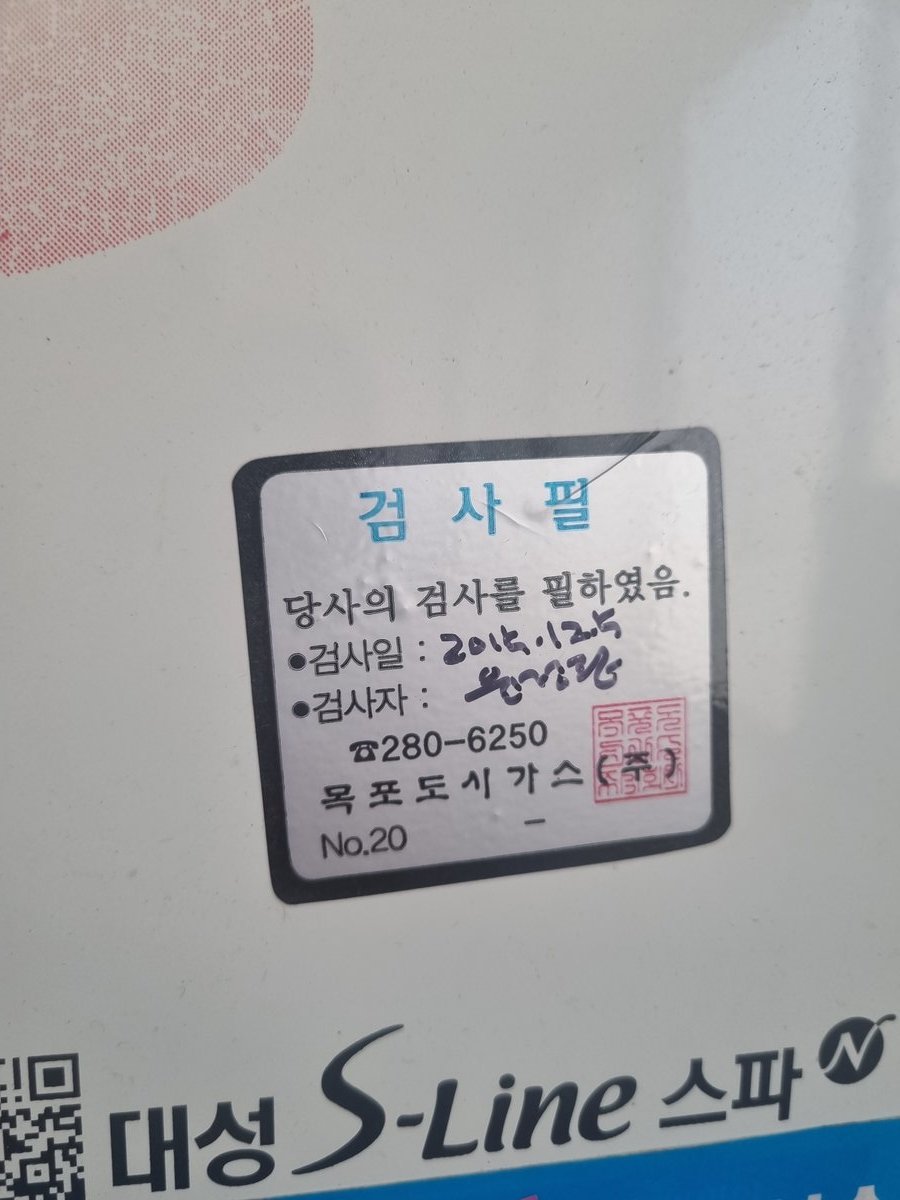 검 사 필
당사의 검사를 필하였음.
●검사일 : 2015.12.5
●검사자 :
☎280-6250
목포도시가스(주)
No.20 -
대성 S-Line 스파 N